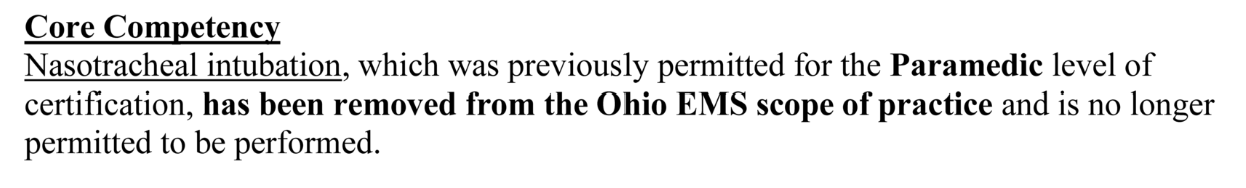 Core Competency
Nasotracheal intubation, which was previously permitted for the Paramedic level of
certification, has been removed from the Ohio EMS scope of practice and is no longer
permitted to be performed.